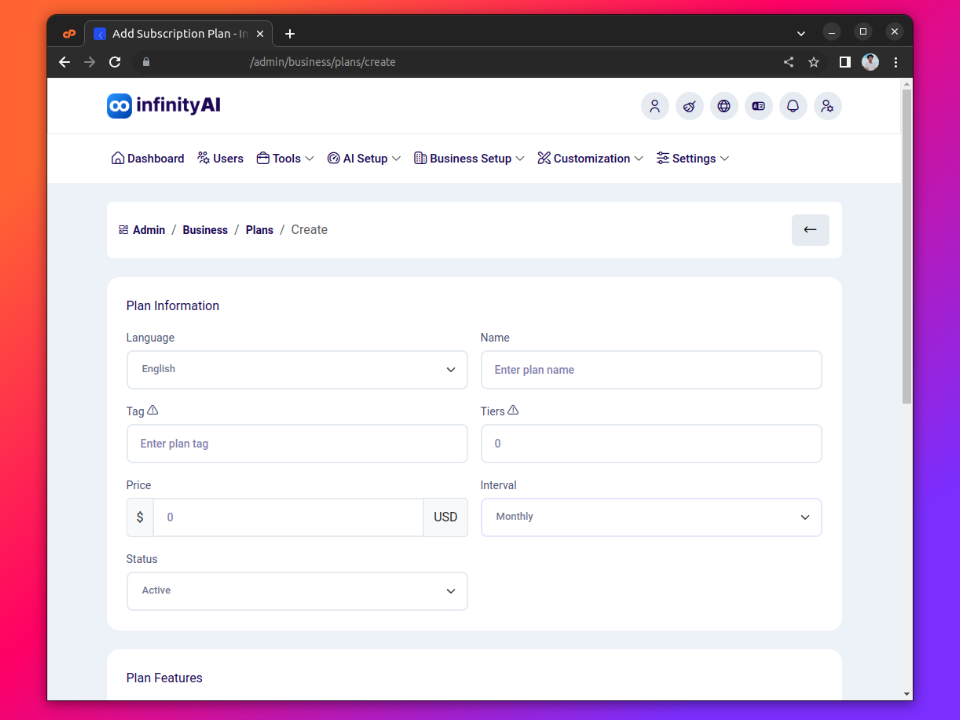 Add Subscription Plan - In
/admin/business/plans/create
infinityAI
Dashboard Users Tools AI Setup Business Setup Customization Settings
Admin / Business / Plans / Create
Plan Information
Language Name
English Enter plan name
Tag Tiers
Enter plan tag 0
Price Interval
$ 0 USD Monthly
Status
Active
Plan Features